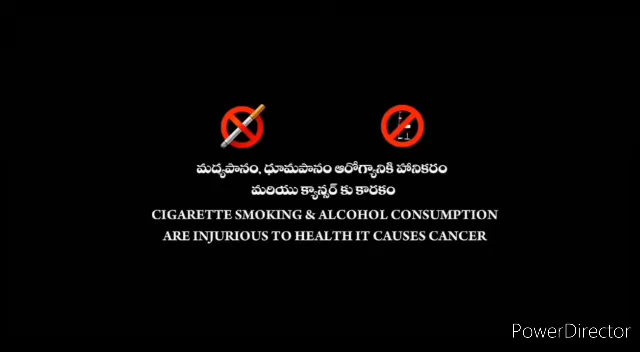 మద్యపానం, ధూమపానం ఆరోగ్యానికి హానికరం
మరియు క్యాన్సర్ కు కారకం
CIGARETTE SMOKING & ALCOHOL CONSUMPTION
ARE INJURIOUS TO HEALTH IT CAUSES CANCER
PowerDirector